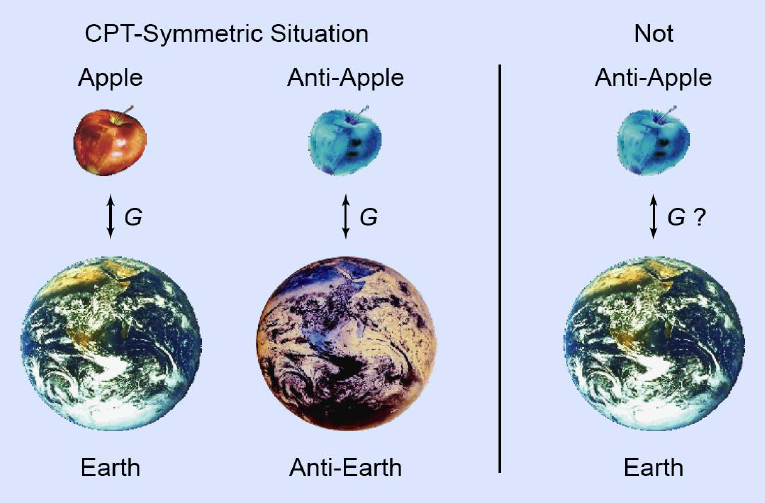 CPT-Symmetric Situation
Not
Apple
Anti-Apple
Anti-Apple
G
G
G ?
Earth
Anti-Earth
Earth